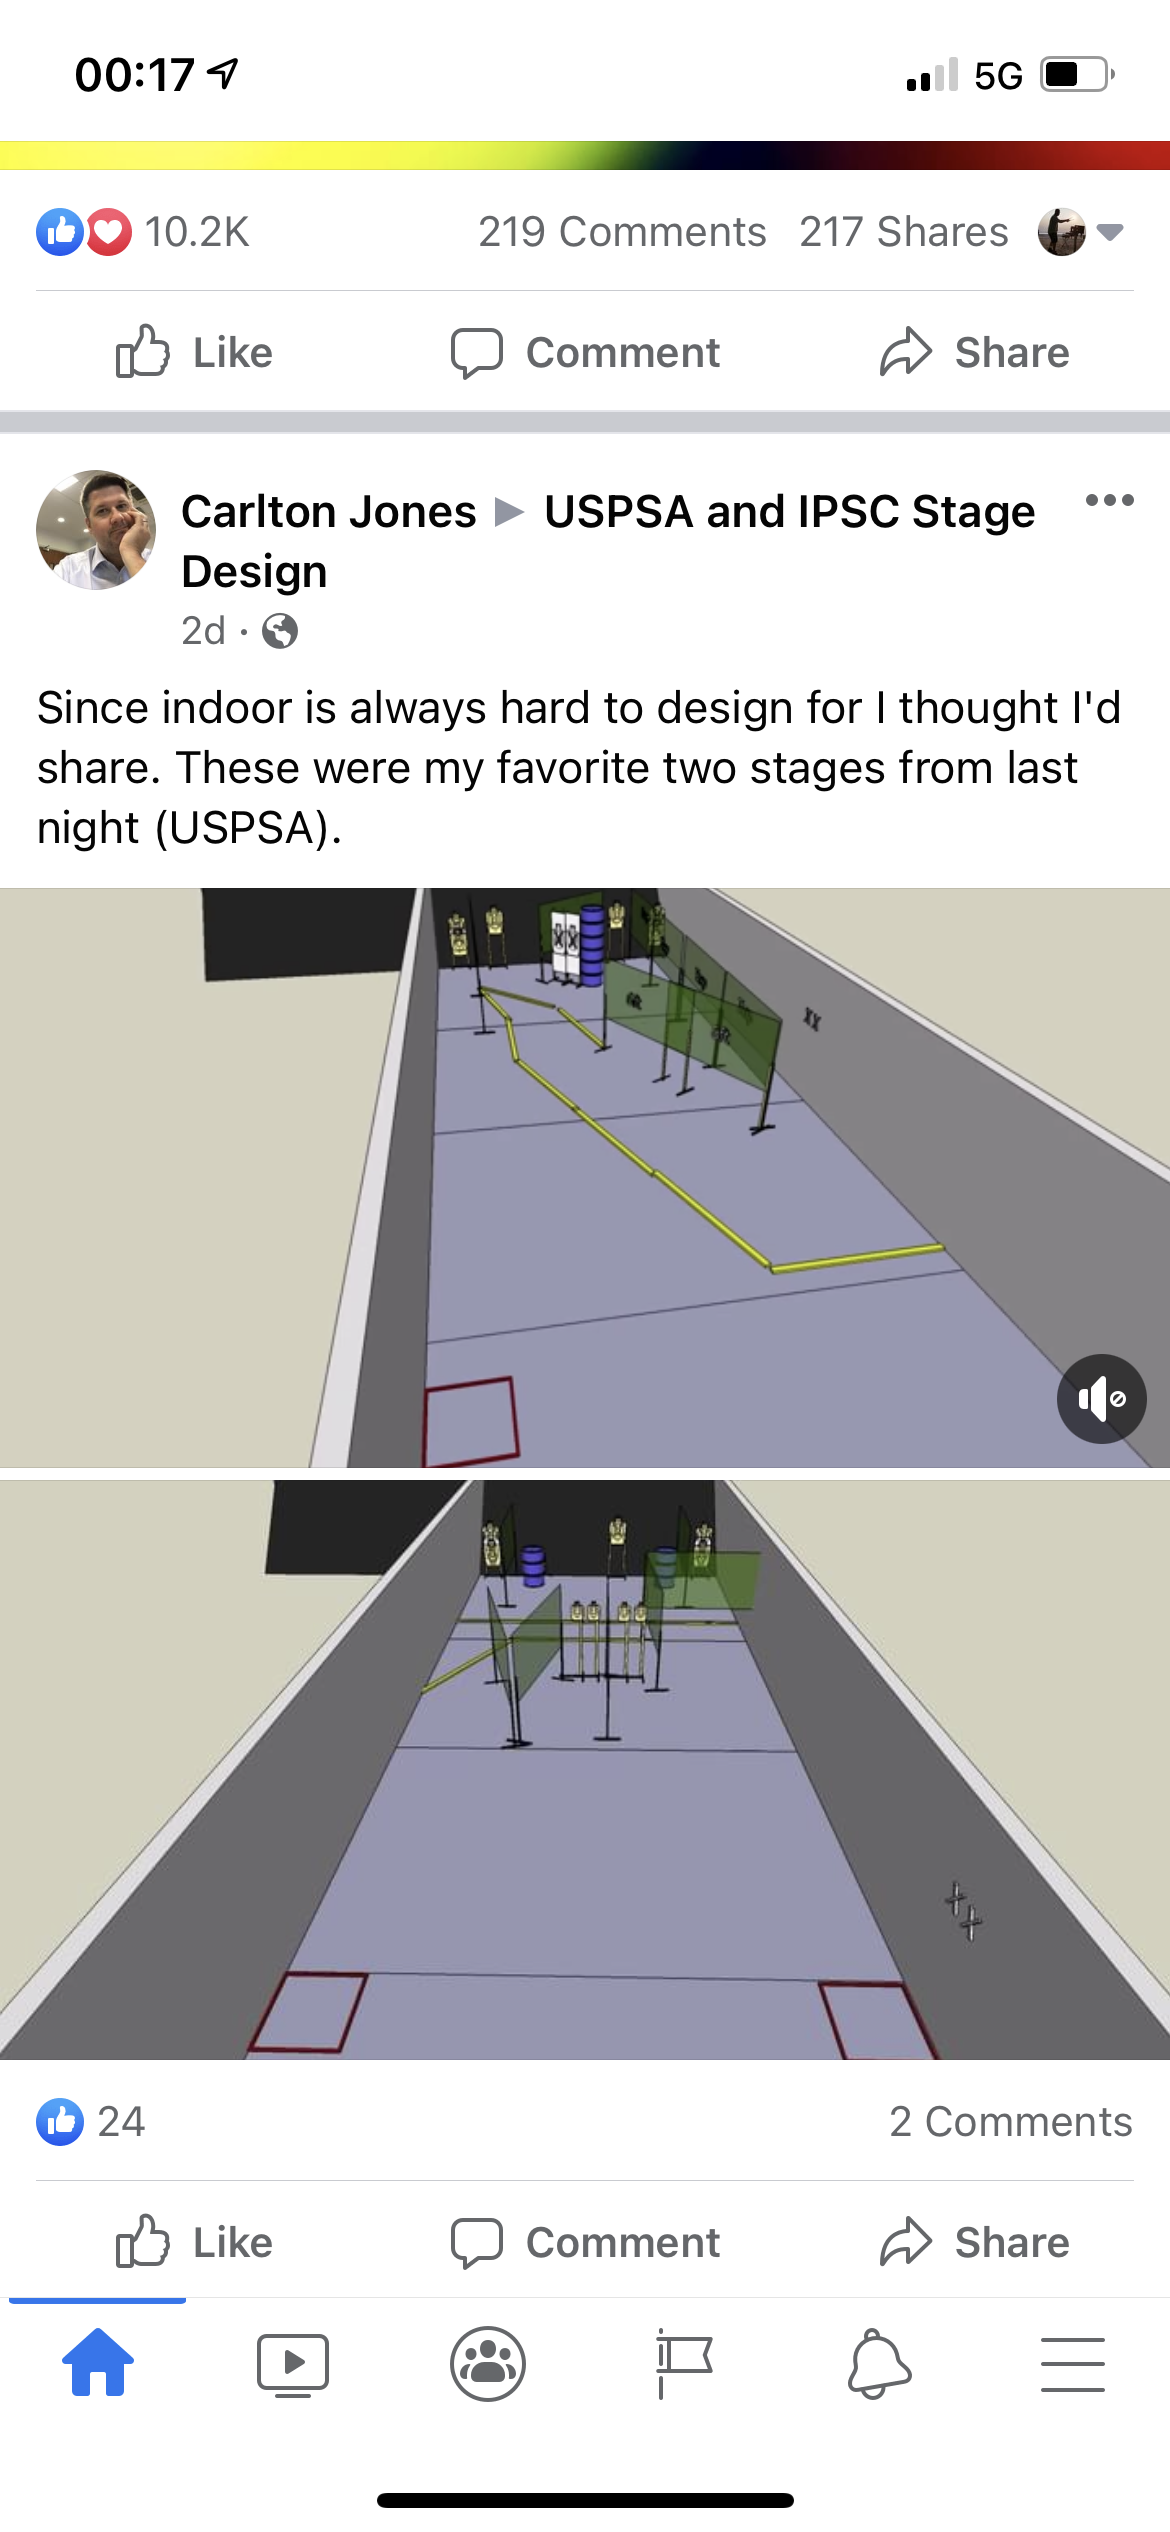 00:17
5G
10.2K
219 Comments
217 Shares
Like
Comment
Share
Carlton Jones ▶ USPSA and IPSC Stage
Design
2d ·
Since indoor is always hard to design for I thought I'd
share. These were my favorite two stages from last
night (USPSA).
XX
24
2 Comments
Like
Comment
Share